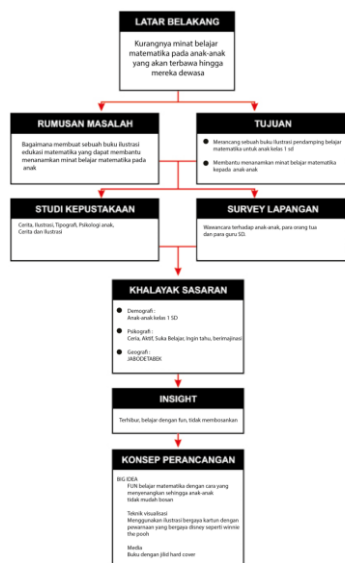 LATAR BELAKANG
Kurangnya minat belajar
matematika pada anak-anak
yang akan terbawa hingga
mereka dewasa
RUMUSAN MASALAH
Bagaimana membuat sebuah buku ilustrasi
edukasi matematika yang dapat membantu
menanamkan minat belajar matematika pada
anak
TUJUAN
Merancang sebuah buku ilustrasi pendamping belajar
matematika untuk anak kelas 1 sd
Membantu menanamkan minat belajar matematika
kepada anak-anak
STUDI KEPUSTAKAAN
Cerita, Ilustrasi, Tipografi, Psikologi anak,
Cerita dan ilustrasi
SURVEY LAPANGAN
Wawancara terhadap anak-anak, para orang tua
dan para guru SD.
KHALAYAK SASARAN
Demografi :
Anak-anak kelas 1 SD
Psikografi :
Ceria, Aktif, Suka Belajar, Ingin tahu, berimajinasi
Geografi :
JABODETABEK
INSIGHT
Terhibur, belajar dengan fun, tidak membosankan
KONSEP PERANCANGAN
BIG IDEA
FUN belajar matematika dengan cara yang
menyenangkan sehingga anak-anak
tidak mudah bosan
Teknik visualisasi
Menggunakan ilustrasi bergaya kartun dengan
pewarnaan yang bergaya disney seperti winnie
the pooh
Media
Buku dengan jilid hard cover